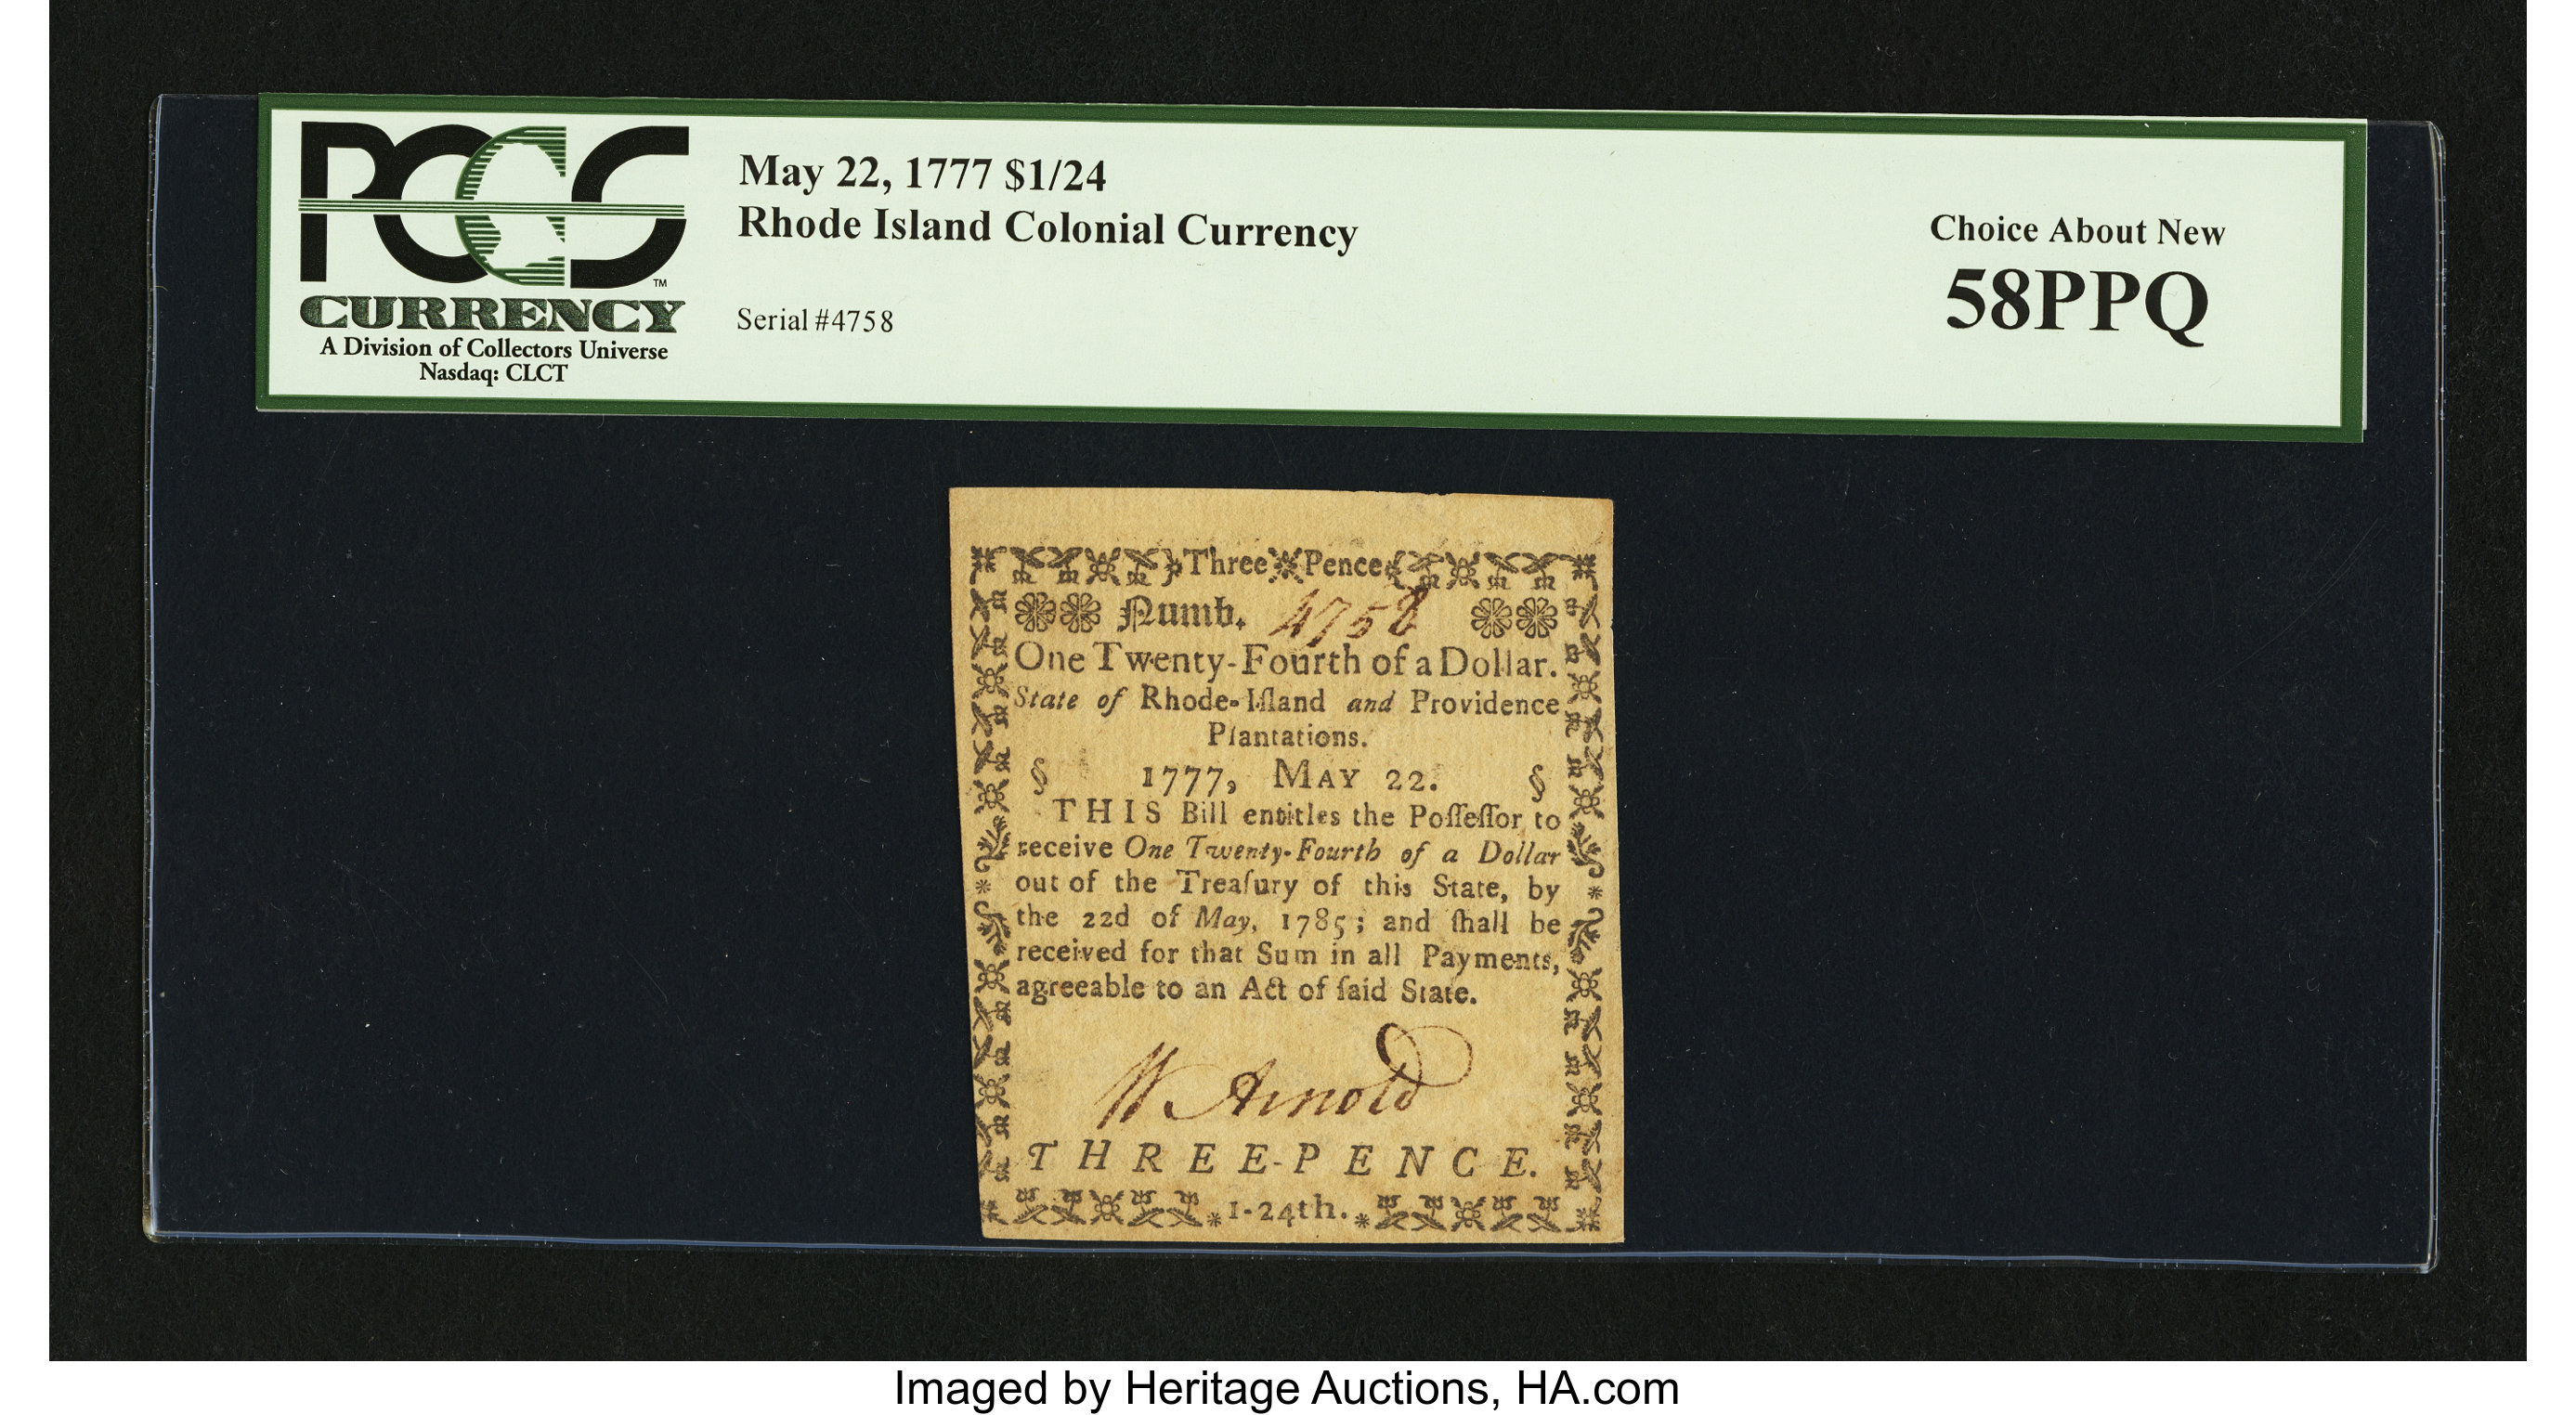 PCGS
™
CURRENCY
A Division of Collectors Universe
Nasdaq: CLCT
May 22, 1777 $1/24
Rhode Island Colonial Currency
Serial #4758
Choice About New
58PPQ
Three Pence
Numb. 4758
One Twenty-Fourth of a Dollar.
State of Rhode-Iſland and Providence
Plantations.
§ 1777, MAY 22. §
THIS Bill entitles the Poſſeſſor to
receive One Twenty-Fourth of a Dollar
out of the Treaſury of this State, by
the 22d of May, 1785; and ſhall be
received for that Sum in all Payments,
agreeable to an Act of ſaid State.
W Arnold
THREE-PENCE.
1-24th.
Imaged by Heritage Auctions, HA.com